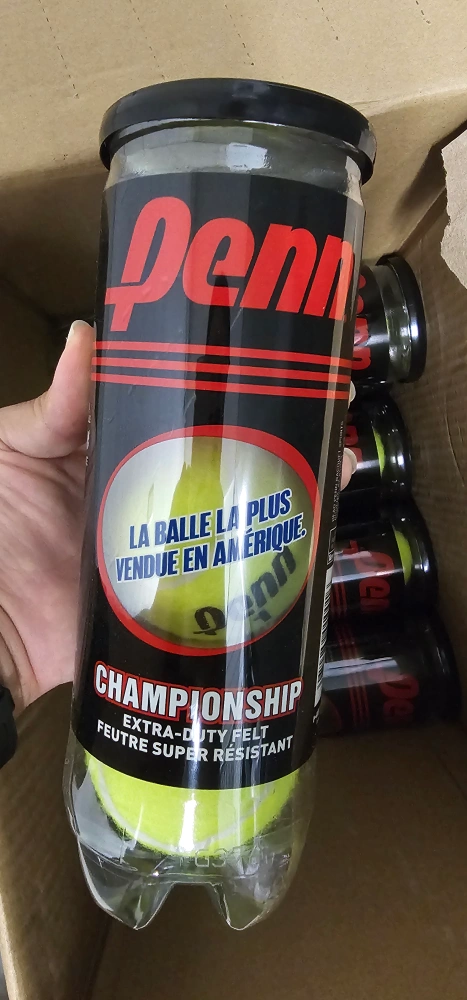 Penn
LA BALLE LA PLUS
VENDUE EN AMÉRIQUE.
Penn
CHAMPIONSHIP
EXTRA-DUTY FELT
FEUTRE SUPER RÉSISTANT